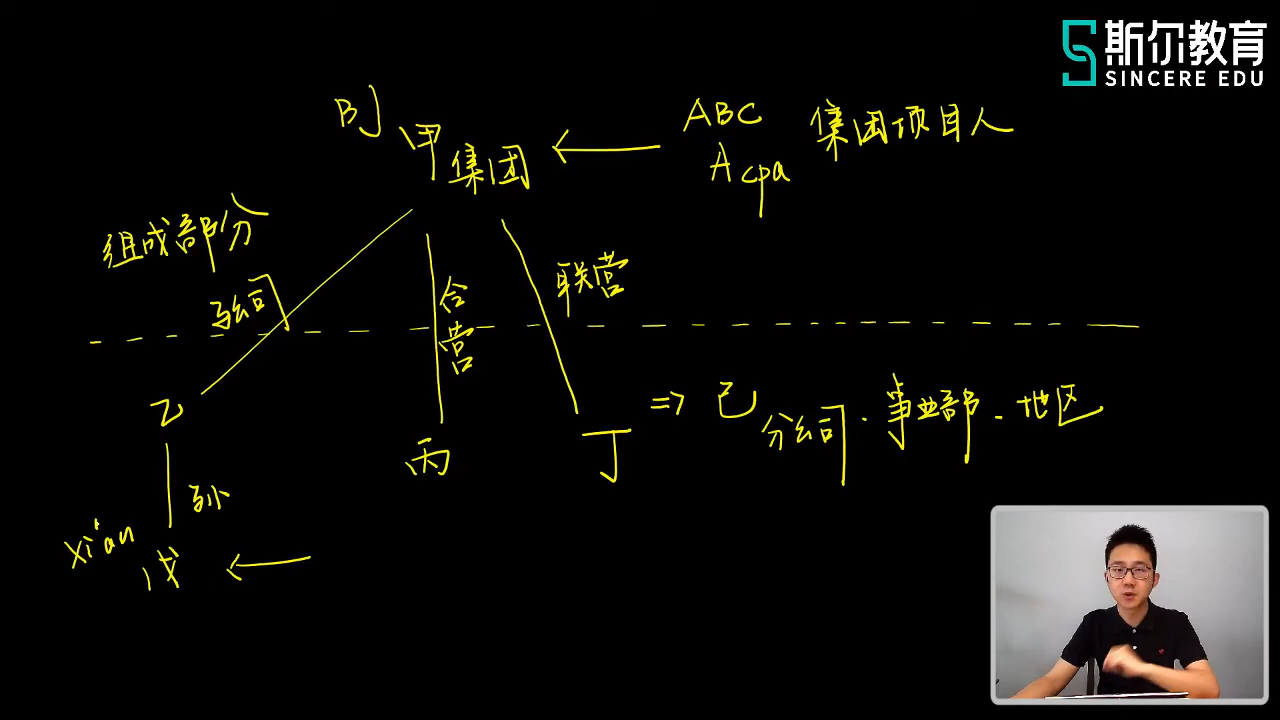 斯尔教育
SINCERE EDU
BJ
甲集团
ABC
Acpa
集团项目人
组成部分
子公司
合营
联营
乙
丙
丁
=> 己
分公司·事业部-地区
孙
xi'an
戊